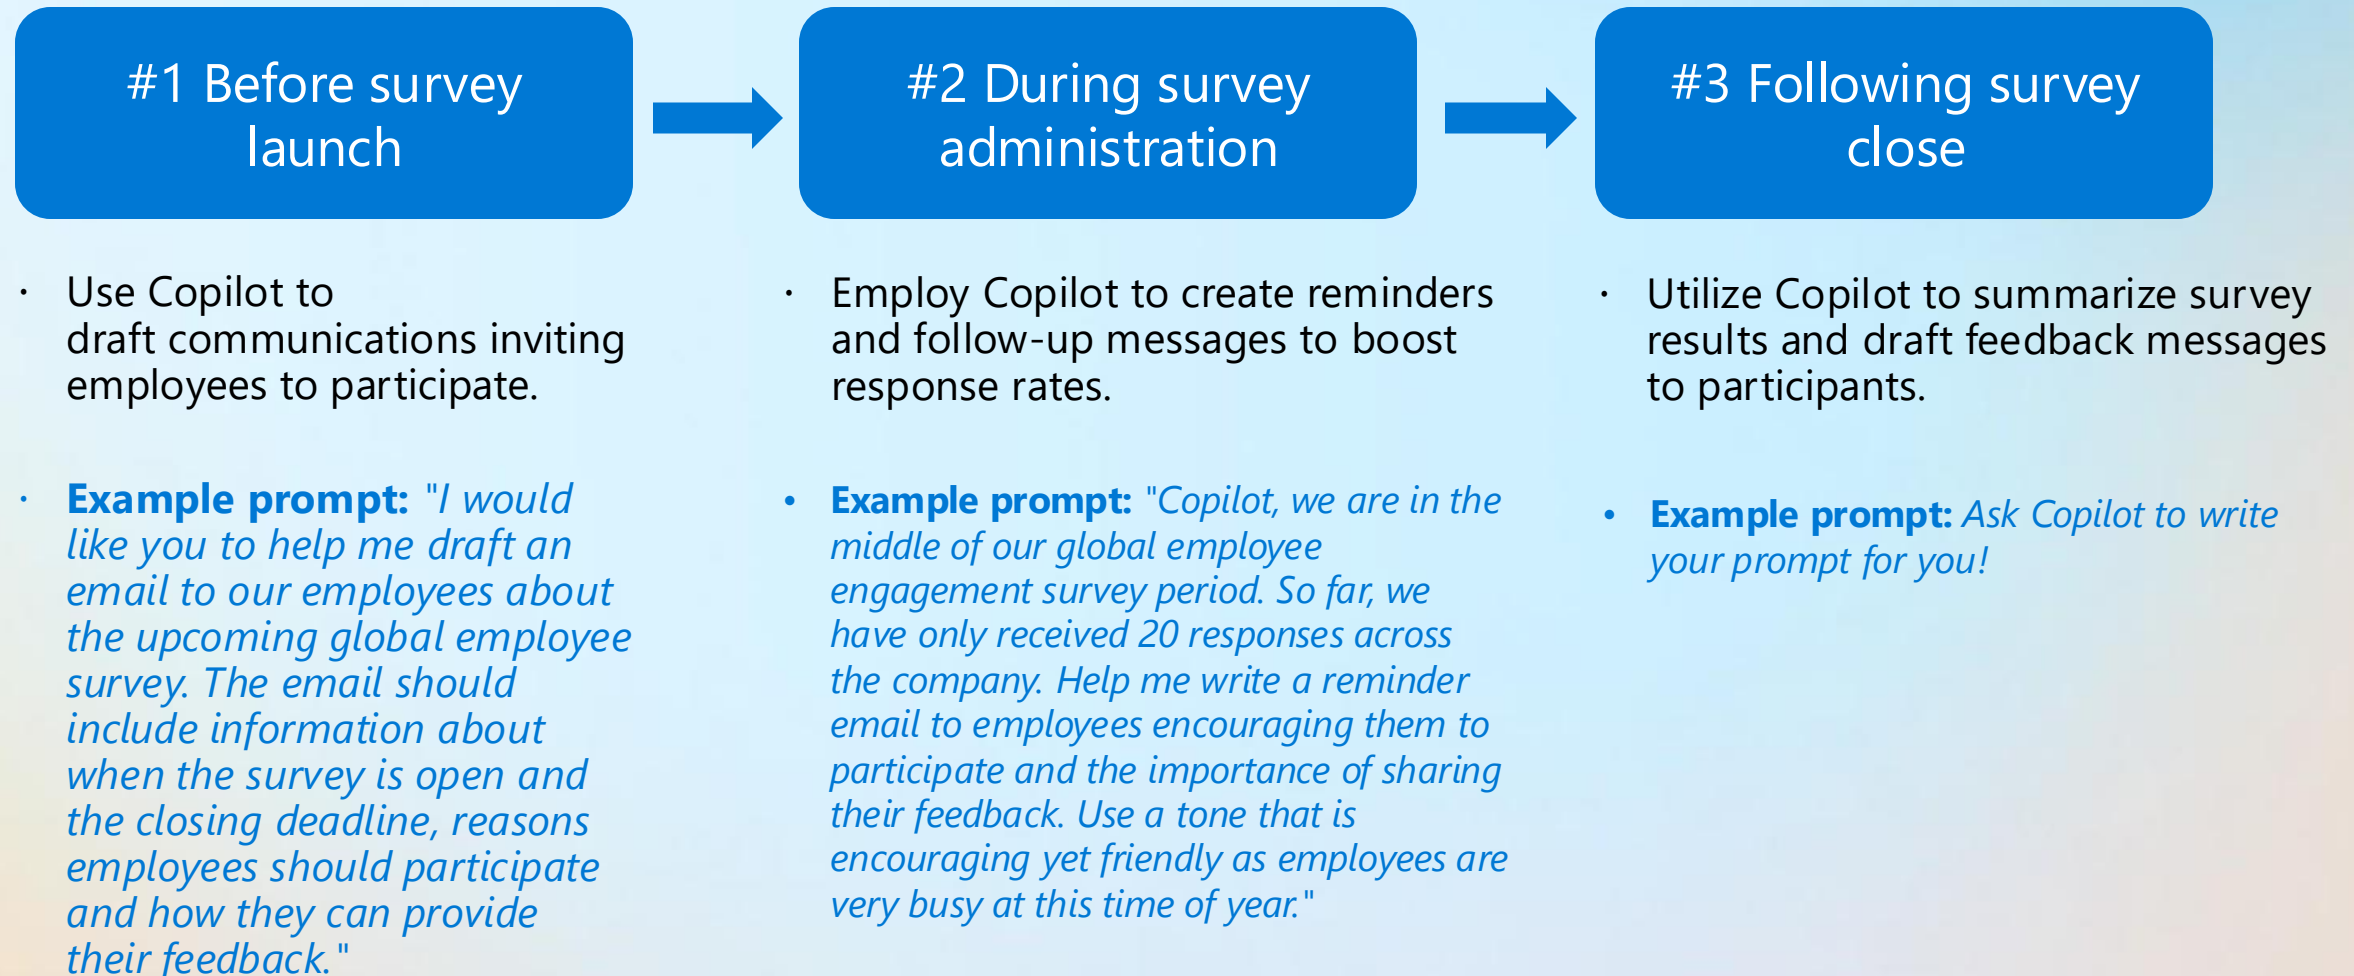 #1 Before survey
launch
#2 During survey
administration
#3 Following survey
close
· Use Copilot to
draft communications inviting
employees to participate.
· Example prompt: "I would
like you to help me draft an
email to our employees about
the upcoming global employee
survey. The email should
include information about
when the survey is open and
the closing deadline, reasons
employees should participate
and how they can provide
their feedback."
· Employ Copilot to create reminders
and follow-up messages to boost
response rates.
• Example prompt: "Copilot, we are in the
middle of our global employee
engagement survey period. So far, we
have only received 20 responses across
the company. Help me write a reminder
email to employees encouraging them to
participate and the importance of sharing
their feedback. Use a tone that is
encouraging yet friendly as employees are
very busy at this time of year."
· Utilize Copilot to summarize survey
results and draft feedback messages
to participants.
• Example prompt: Ask Copilot to write
your prompt for you!